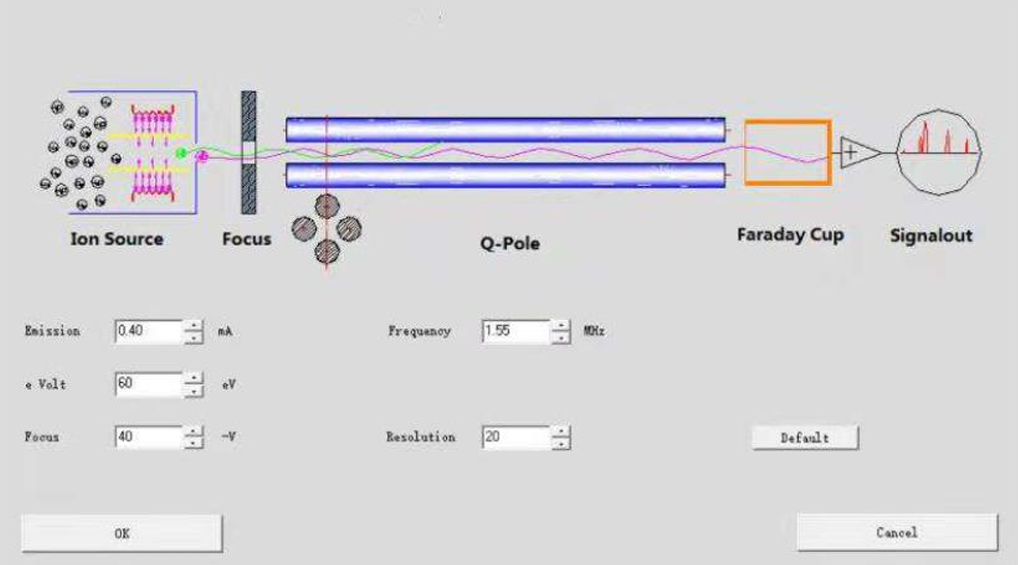 Ion Source
Focus
Q-Pole
Faraday Cup
Signalout
Emission 0.40 mA
Frequency 1.55 MHz
e Volt 60 eV
Focus 40 -V
Resolution 20
Default
OK
Cancel